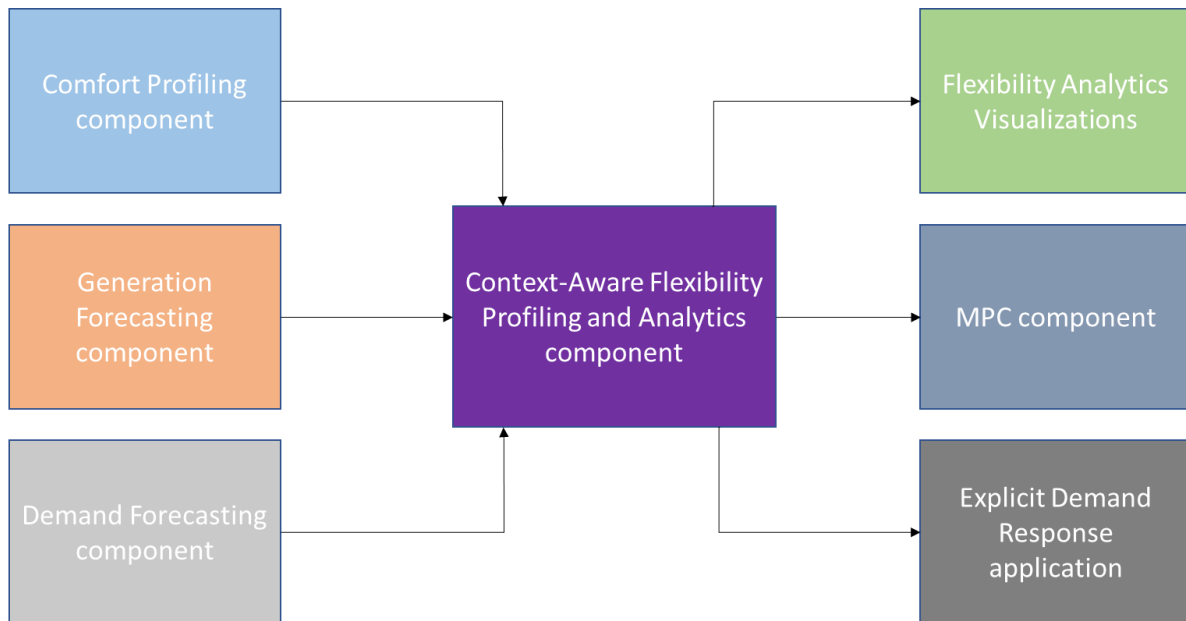 Comfort Profiling
component
Flexibility Analytics
Visualizations
Generation
Forecasting
component
Context-Aware Flexibility
Profiling and Analytics
component
MPC component
Demand Forecasting
component
Explicit Demand
Response
application